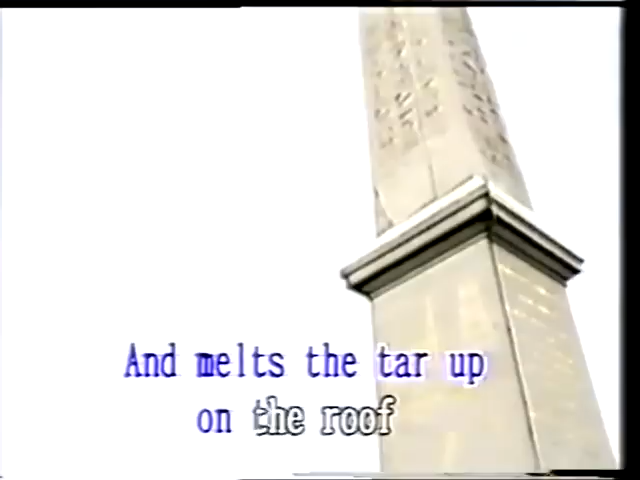 And melts the tar up
on the roof